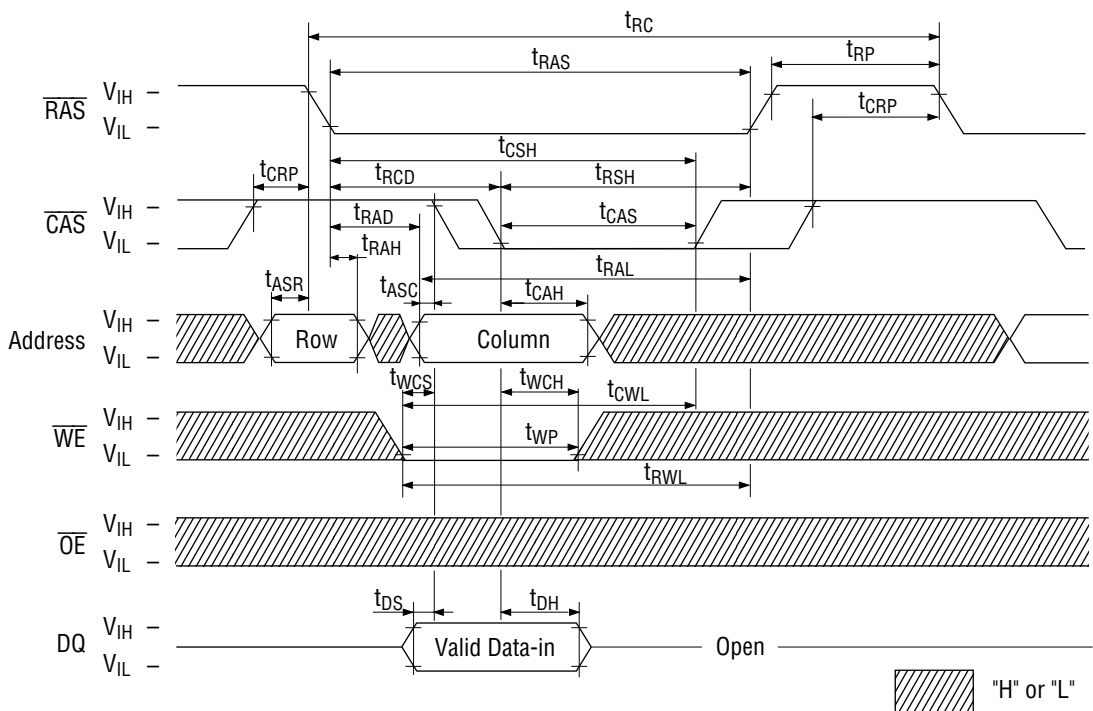 tRC
tRAS
tRP
RAS
VIH –
VIL –
tCRP
tCSH
tCRP
tRCD
tRSH
CAS
VIH –
VIL –
tRAD
tCAS
tRAH
tRAL
tASR
tASC
tCAH
Address
VIH –
VIL –
Row
Column
tWCS
tWCH
tCWL
WE
VIH –
VIL –
tWP
tRWL
OE
VIH –
VIL –
tDS
tDH
DQ
VIH –
VIL –
Valid Data-in
Open
"H" or "L"